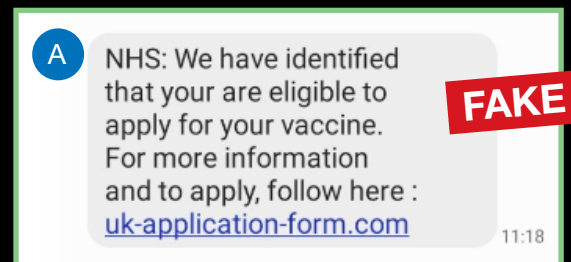 A
NHS: We have identified
that your are eligible to
apply for your vaccine.
For more information
and to apply, follow here :
uk-application-form.com
11:18
FAKE